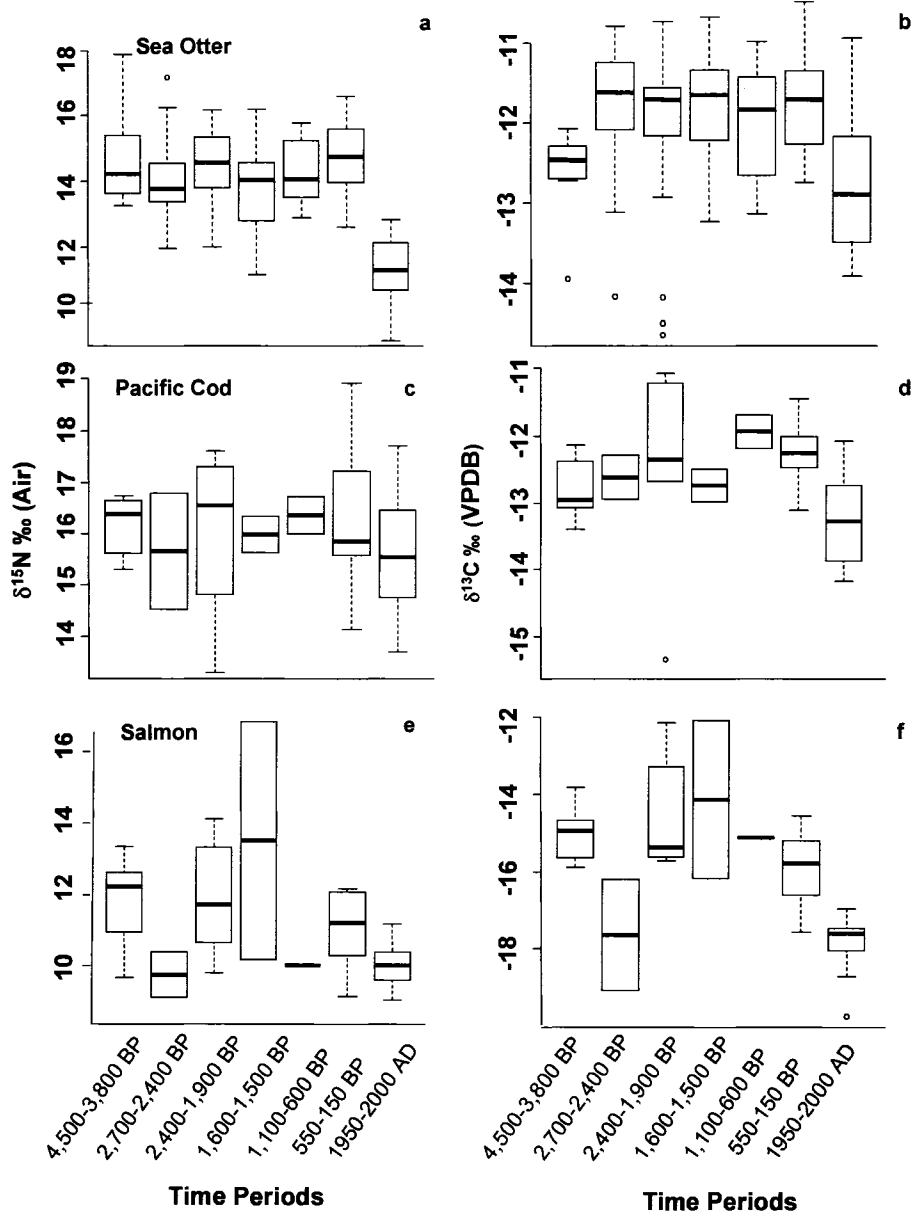 a
Sea Otter
18
16
14
12
10
b
-11
-12
-13
-14
Pacific Cod
c
19
18
17
16
15
14
δ¹⁵N ‰ (Air)
d
-11
-12
-13
-14
-15
δ¹³C ‰ (VPDB)
Salmon
e
16
14
12
10
f
-12
-14
-16
-18
4,500-3,800 BP
2,700-2,400 BP
2,400-1,900 BP
1,600-1,500 BP
1,100-600 BP
550-150 BP
1950-2000 AD
Time Periods
4,500-3,800 BP
2,700-2,400 BP
2,400-1,900 BP
1,600-1,500 BP
1,100-600 BP
550-150 BP
1950-2000 AD
Time Periods